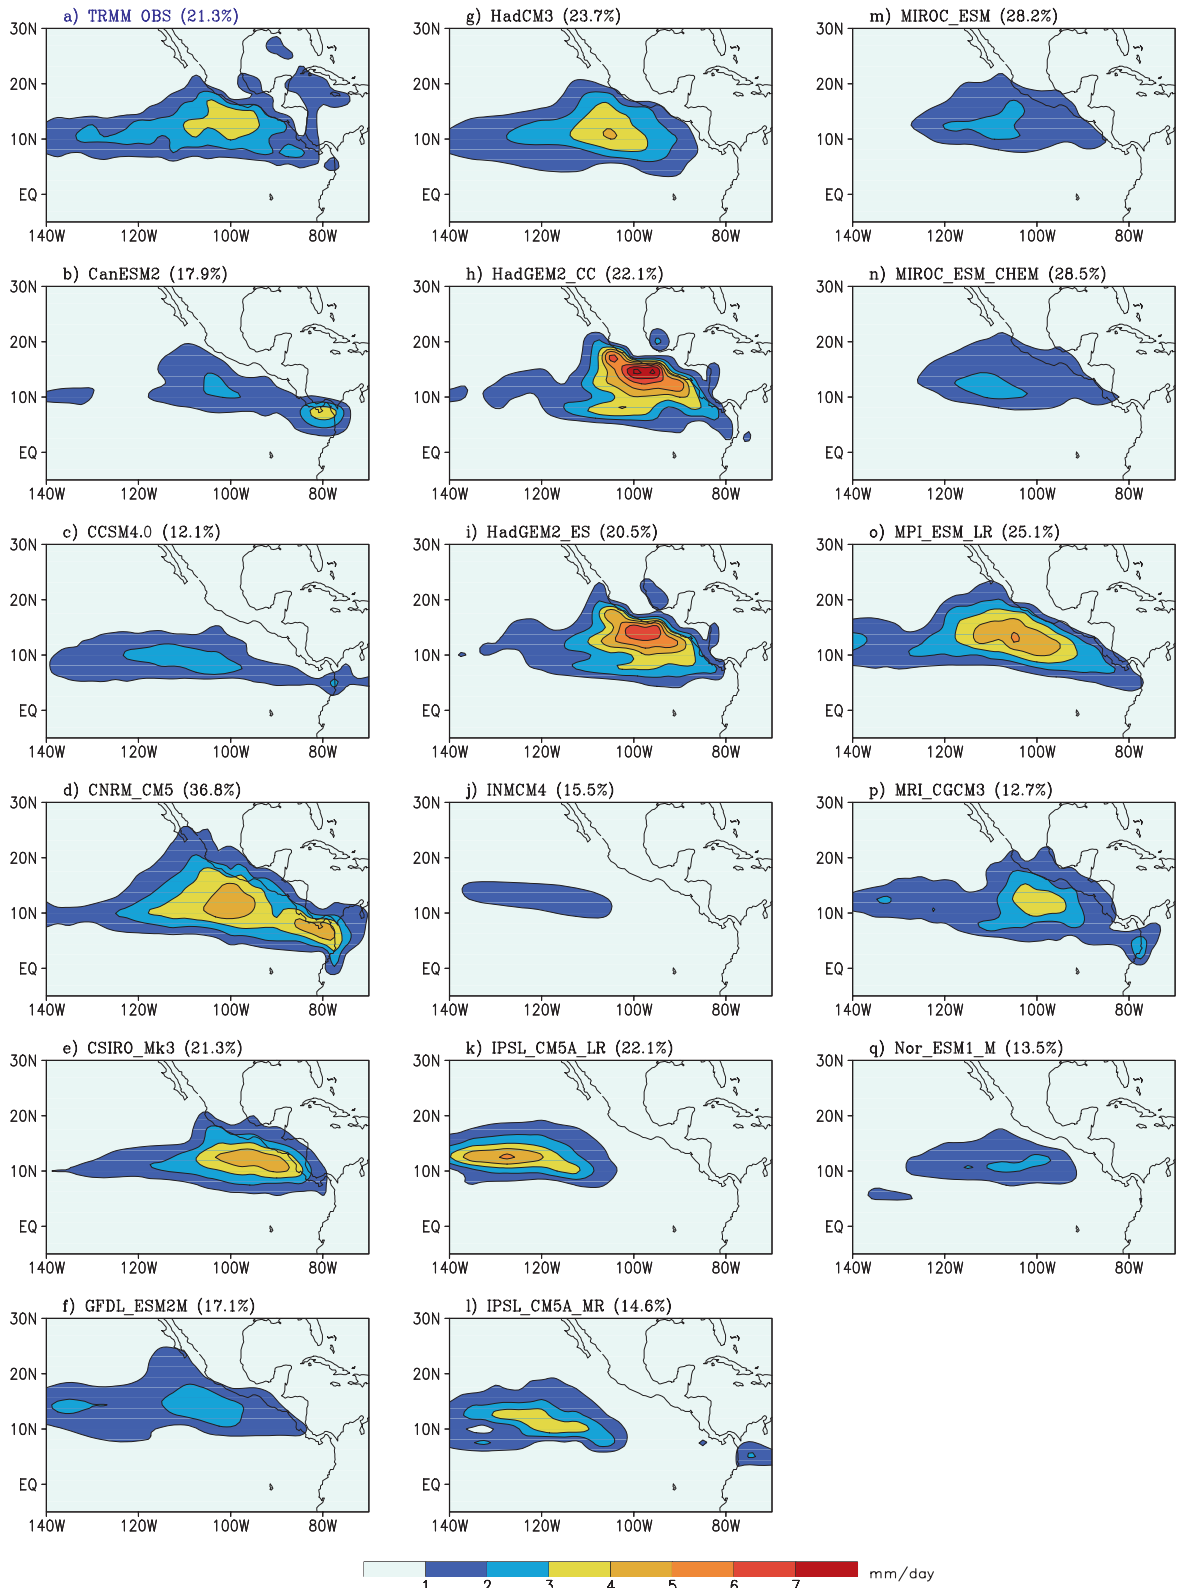 a) TRMM OBS (21.3%)
30N
20N
10N
EQ
140W 120W 100W 80W
g) HadCM3 (23.7%)
30N
20N
10N
EQ
140W 120W 100W 80W
m) MIROC_ESM (28.2%)
30N
20N
10N
EQ
140W 120W 100W 80W
b) CanESM2 (17.9%)
30N
20N
10N
EQ
140W 120W 100W 80W
h) HadGEM2_CC (22.1%)
30N
20N
10N
EQ
140W 120W 100W 80W
n) MIROC_ESM_CHEM (28.5%)
30N
20N
10N
EQ
140W 120W 100W 80W
c) CCSM4.0 (12.1%)
30N
20N
10N
EQ
140W 120W 100W 80W
i) HadGEM2_ES (20.5%)
30N
20N
10N
EQ
140W 120W 100W 80W
o) MPI_ESM_LR (25.1%)
30N
20N
10N
EQ
140W 120W 100W 80W
d) CNRM_CM5 (36.8%)
30N
20N
10N
EQ
140W 120W 100W 80W
j) INMCM4 (15.5%)
30N
20N
10N
EQ
140W 120W 100W 80W
p) MRI_CGCM3 (12.7%)
30N
20N
10N
EQ
140W 120W 100W 80W
e) CSIRO_Mk3 (21.3%)
30N
20N
10N
EQ
140W 120W 100W 80W
k) IPSL_CM5A_LR (22.1%)
30N
20N
10N
EQ
140W 120W 100W 80W
q) Nor_ESM1_M (13.5%)
30N
20N
10N
EQ
140W 120W 100W 80W
f) GFDL_ESM2M (17.1%)
30N
20N
10N
EQ
140W 120W 100W 80W
l) IPSL_CM5A_MR (14.6%)
30N
20N
10N
EQ
140W 120W 100W 80W
1 2 3 4 5 6 7 mm/day